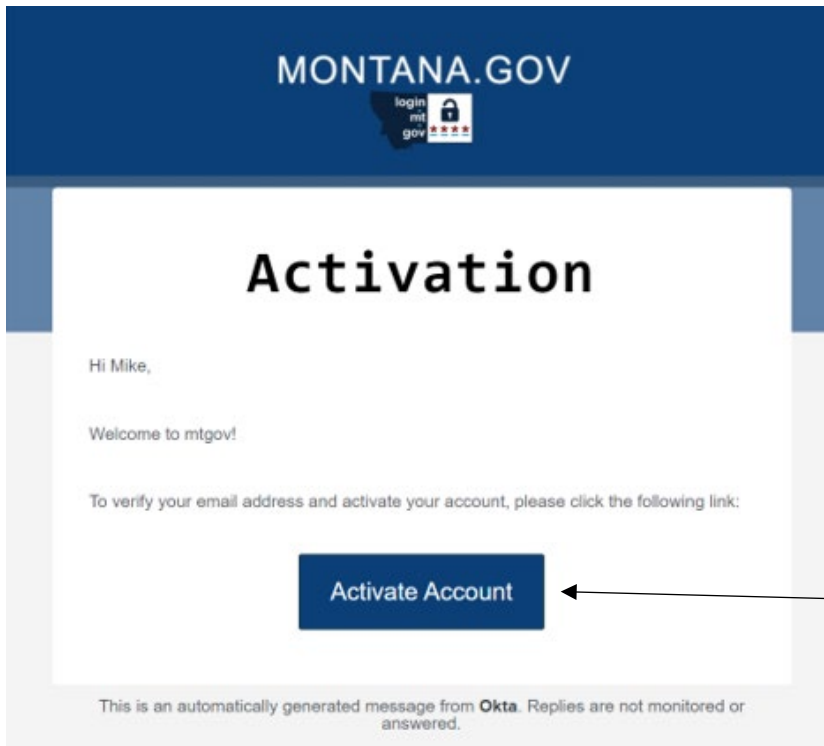 MONTANA.GOV
login
mt
gov
****
Activation
Hi Mike,
Welcome to mtgov!
To verify your email address and activate your account, please click the following link:
Activate Account
This is an automatically generated message from Okta. Replies are not monitored or
answered.